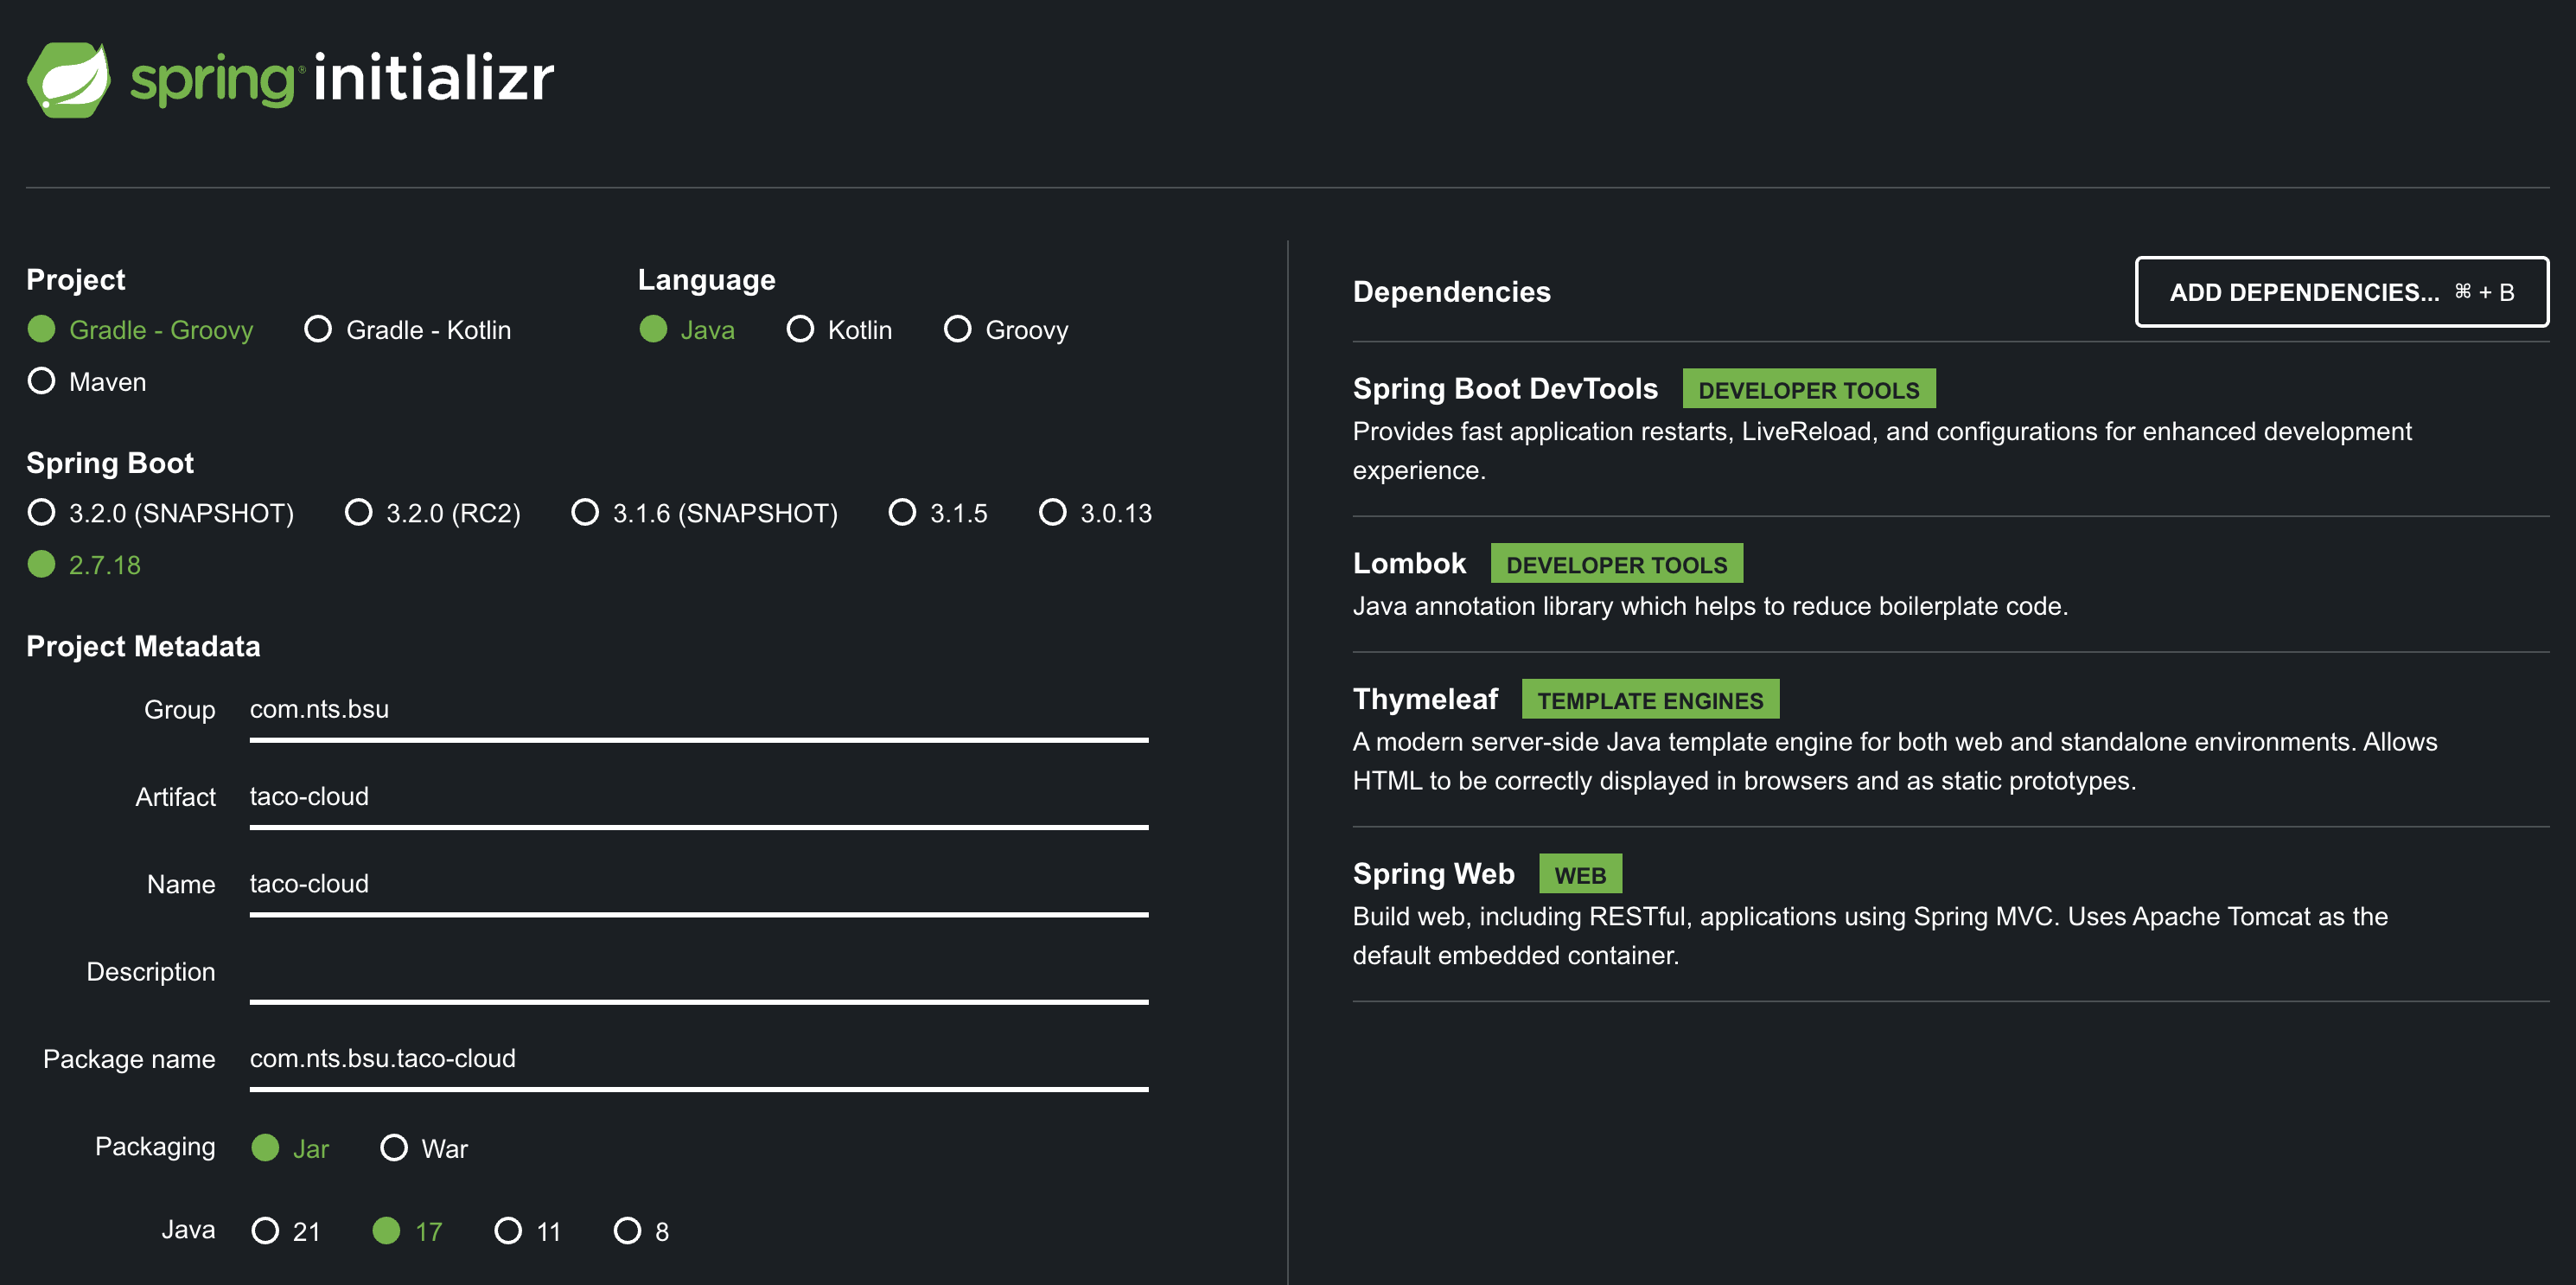 spring® initializr
Project
Gradle - Groovy Gradle - Kotlin
Maven
Language
Java Kotlin Groovy
Spring Boot
3.2.0 (SNAPSHOT) 3.2.0 (RC2) 3.1.6 (SNAPSHOT) 3.1.5 3.0.13
2.7.18
Project Metadata
Group com.nts.bsu
Artifact taco-cloud
Name taco-cloud
Description
Package name com.nts.bsu.taco-cloud
Packaging Jar War
Java 21 17 11 8
Dependencies ADD DEPENDENCIES... ⌘ + B
Spring Boot DevTools DEVELOPER TOOLS
Provides fast application restarts, LiveReload, and configurations for enhanced development
experience.
Lombok DEVELOPER TOOLS
Java annotation library which helps to reduce boilerplate code.
Thymeleaf TEMPLATE ENGINES
A modern server-side Java template engine for both web and standalone environments. Allows
HTML to be correctly displayed in browsers and as static prototypes.
Spring Web WEB
Build web, including RESTful, applications using Spring MVC. Uses Apache Tomcat as the
default embedded container.